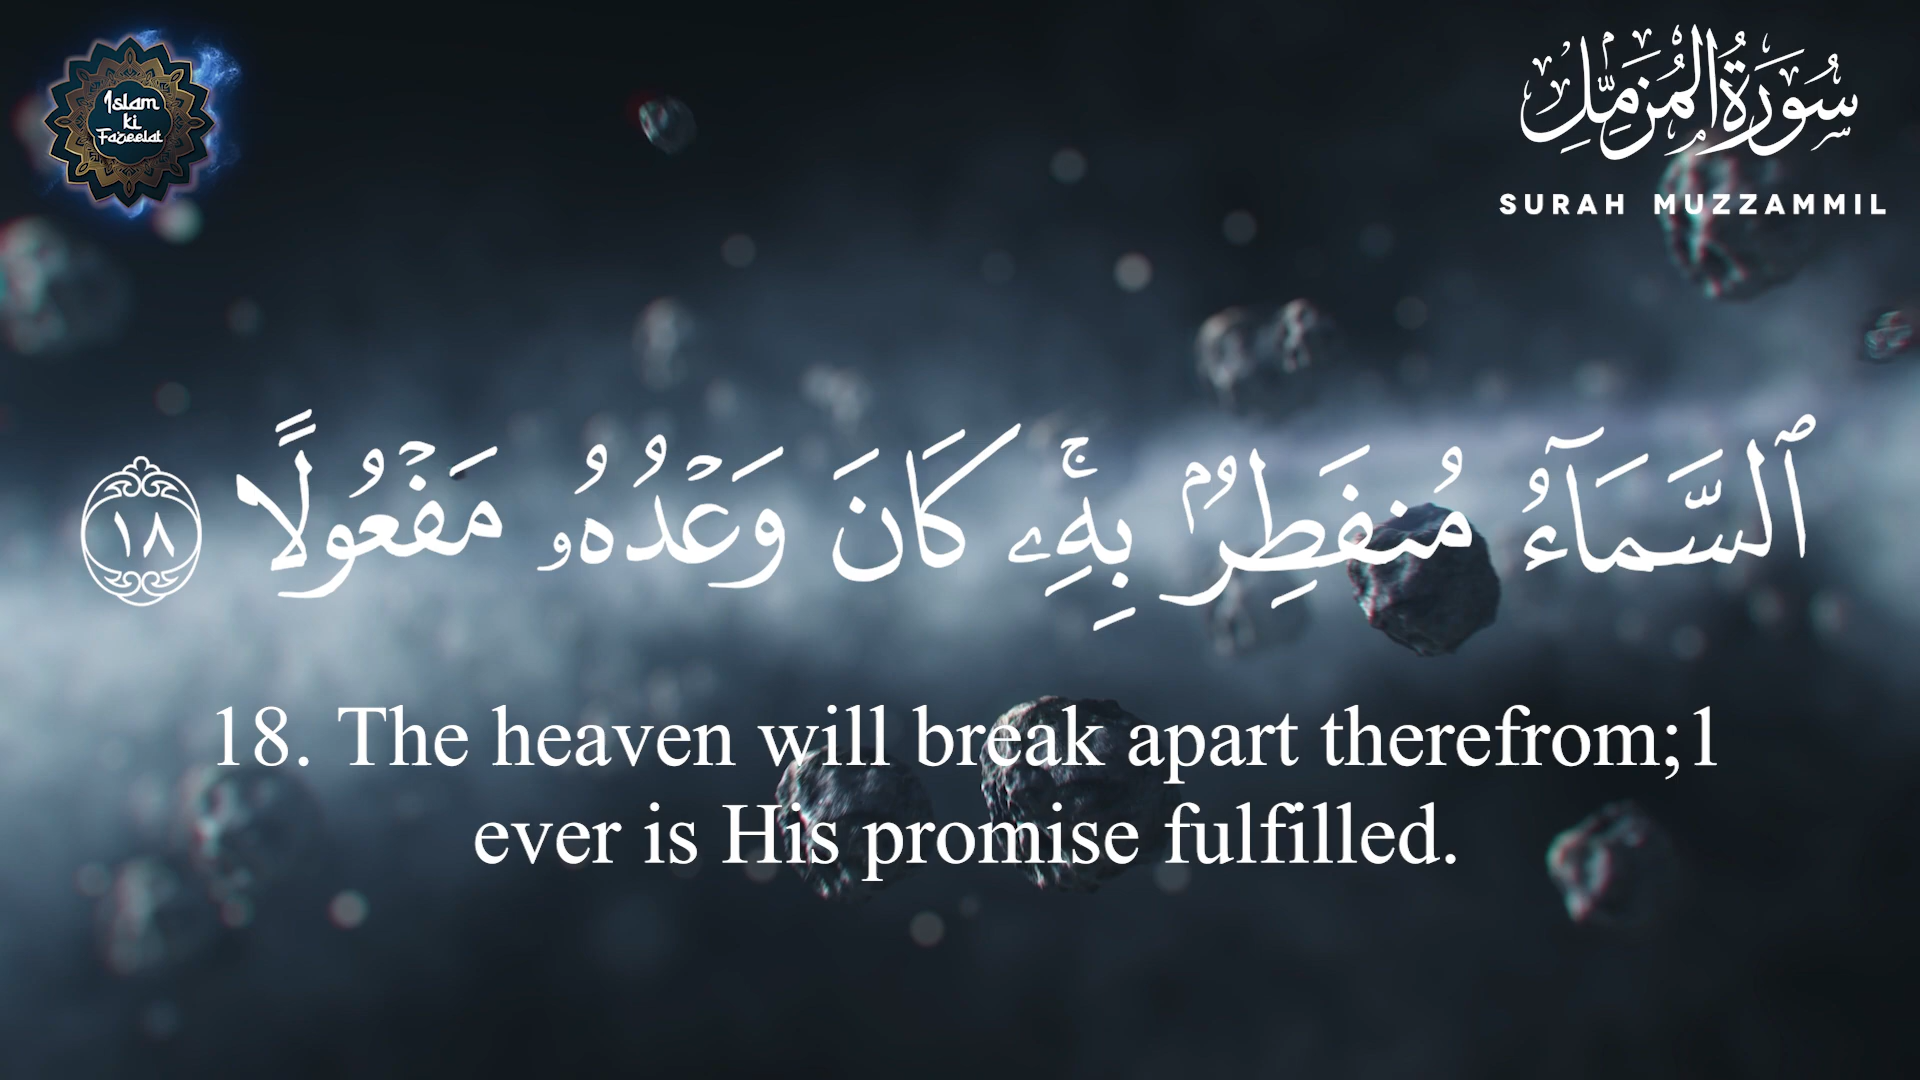 Islam
ki
Fazeelat
سُورَةُ الْمُزَمِّل
SURAH MUZZAMMIL
ٱلسَّمَآءُ مُنفَطِرٌۢ بِهِۦۚ كَانَ وَعْدُهُۥ مَفْعُولًا ١٨
18. The heaven will break apart therefrom;1
ever is His promise fulfilled.